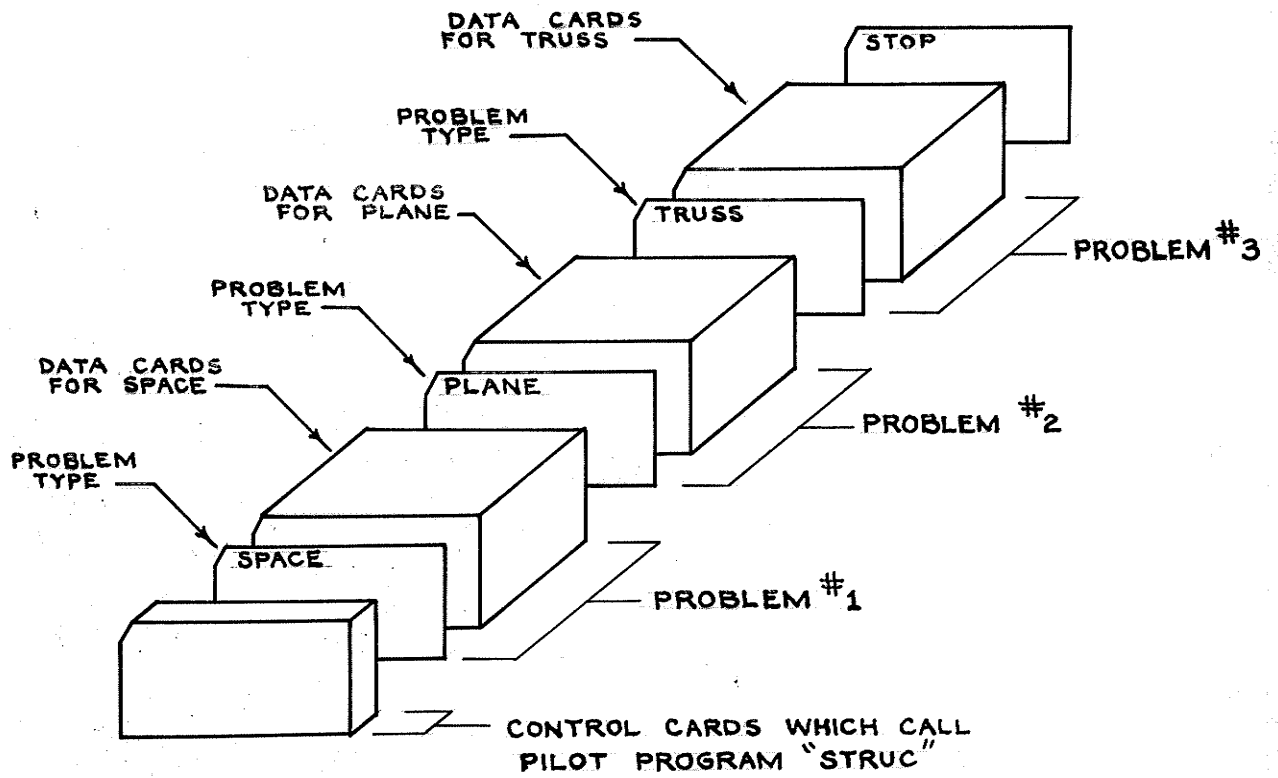 DATA CARDS
FOR TRUSS
STOP
PROBLEM
TYPE
DATA CARDS
FOR PLANE
TRUSS
PROBLEM #3
PROBLEM
TYPE
DATA CARDS
FOR SPACE
PLANE
PROBLEM #2
PROBLEM
TYPE
SPACE
PROBLEM #1
CONTROL CARDS WHICH CALL
PILOT PROGRAM "STRUC"